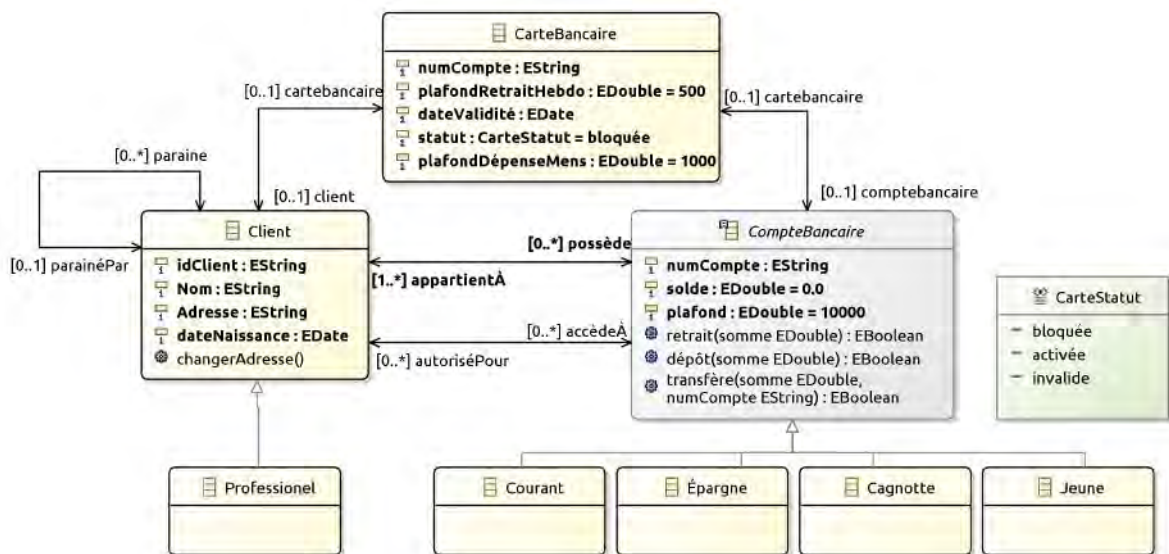 CarteBancaire
numCompte : EString
plafondRetraitHebdo : EDouble = 500
dateValidité : EDate
statut : CarteStatut = bloquée
plafondDépenseMens : EDouble = 1000
[0..1] cartebancaire
[0..1] cartebancaire
[0..*] paraine
[0..1] client
[0..1] comptebancaire
[0..1] parainéPar
Client
idClient : EString
Nom : EString
Adresse : EString
dateNaissance : EDate
changerAdresse()
[0..*] possède
[1..*] appartientÀ
[0..*] accèdeÀ
[0..*] autoriséPour
CompteBancaire
numCompte : EString
solde : EDouble = 0.0
plafond : EDouble = 10000
retrait(somme EDouble) : EBoolean
dépôt(somme EDouble) : EBoolean
transfère(somme EDouble,
numCompte EString) : EBoolean
CarteStatut
bloquée
activée
invalide
Professionel
Courant
Épargne
Cagnotte
Jeune